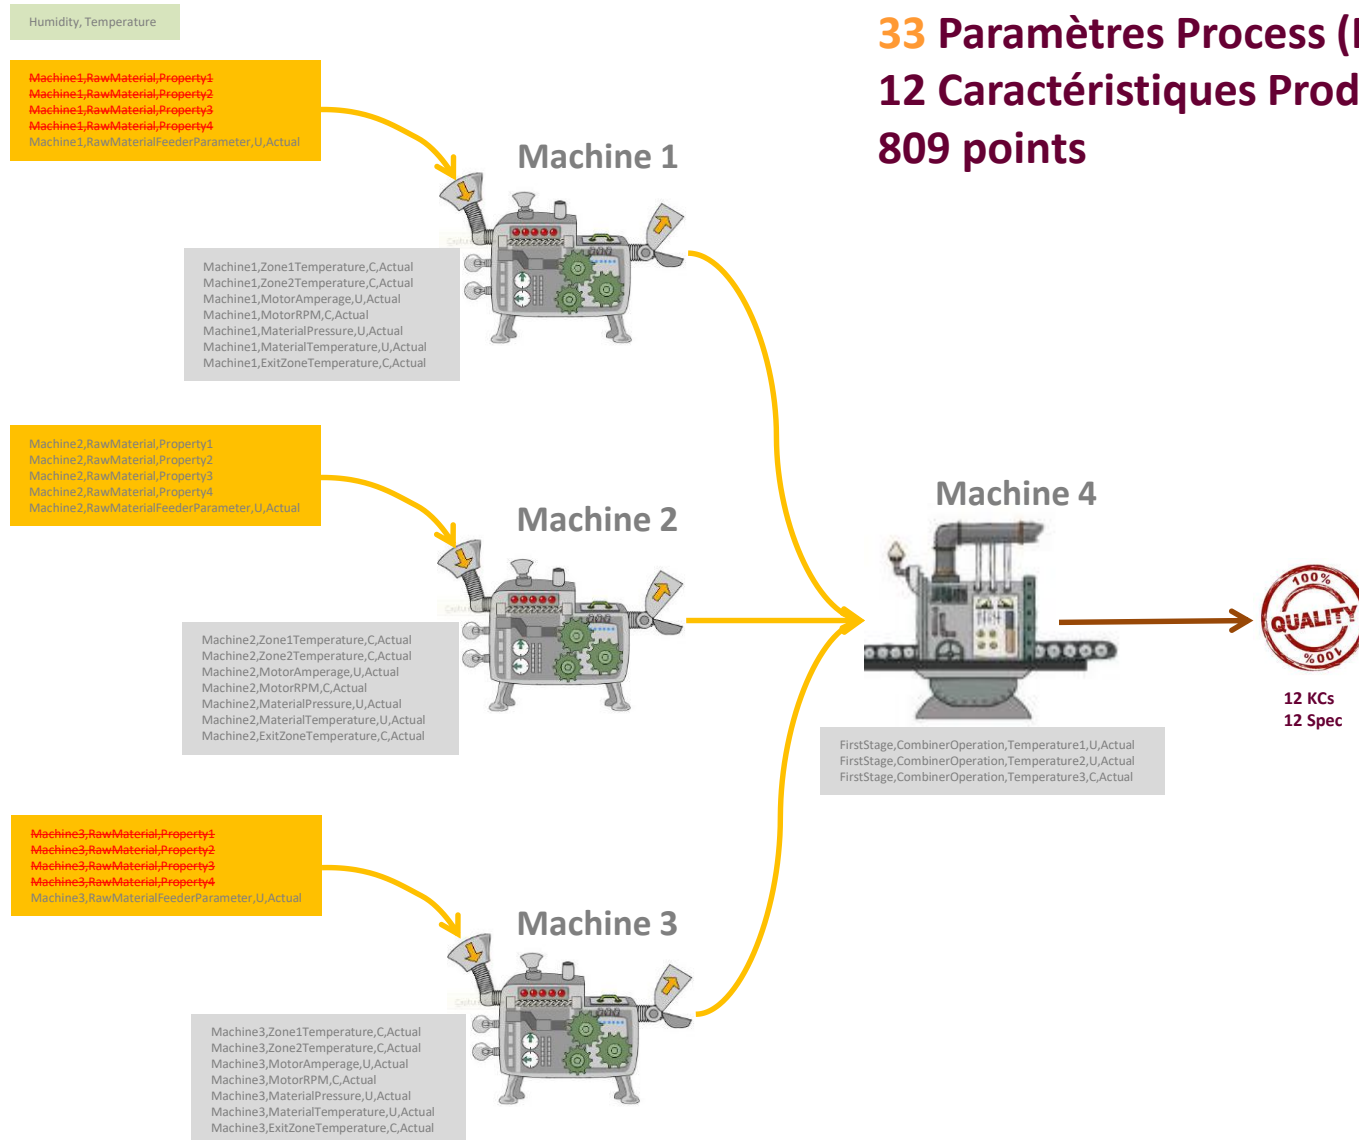 Humidity, Temperature
33 Paramètres Process (
12 Caractéristiques Prod
809 points
Machine1,RawMaterial,Property1
Machine1,RawMaterial,Property2
Machine1,RawMaterial,Property3
Machine1,RawMaterial,Property4
Machine1,RawMaterialFeederParameter,U,Actual
Machine 1
Machine1,Zone1Temperature,C,Actual
Machine1,Zone2Temperature,C,Actual
Machine1,MotorAmperage,U,Actual
Machine1,MotorRPM,C,Actual
Machine1,MaterialPressure,U,Actual
Machine1,MaterialTemperature,U,Actual
Machine1,ExitZoneTemperature,C,Actual
Machine2,RawMaterial,Property1
Machine2,RawMaterial,Property2
Machine2,RawMaterial,Property3
Machine2,RawMaterial,Property4
Machine2,RawMaterialFeederParameter,U,Actual
Machine 2
Machine2,Zone1Temperature,C,Actual
Machine2,Zone2Temperature,C,Actual
Machine2,MotorAmperage,U,Actual
Machine2,MotorRPM,C,Actual
Machine2,MaterialPressure,U,Actual
Machine2,MaterialTemperature,U,Actual
Machine2,ExitZoneTemperature,C,Actual
Machine 4
100%
QUALITY
100%
12 KCs
12 Spec
FirstStage,CombinerOperation,Temperature1,U,Actual
FirstStage,CombinerOperation,Temperature2,U,Actual
FirstStage,CombinerOperation,Temperature3,C,Actual
Machine3,RawMaterial,Property1
Machine3,RawMaterial,Property2
Machine3,RawMaterial,Property3
Machine3,RawMaterial,Property4
Machine3,RawMaterialFeederParameter,U,Actual
Machine 3
Machine3,Zone1Temperature,C,Actual
Machine3,Zone2Temperature,C,Actual
Machine3,MotorAmperage,U,Actual
Machine3,MotorRPM,C,Actual
Machine3,MaterialPressure,U,Actual
Machine3,MaterialTemperature,U,Actual
Machine3,ExitZoneTemperature,C,Actual